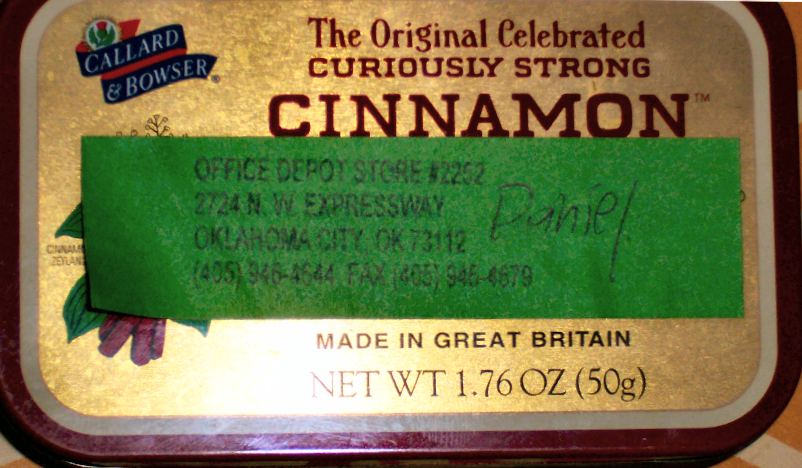 CALLARD
& BOWSER®
The Original Celebrated
CURIOUSLY STRONG
CINNAMON™
OFFICE DEPOT STORE #2252
2724 N. W. EXPRESSWAY
OKLAHOMA CITY, OK 73112
(405) 946-4644 FAX (405) 946-4679
Daniel
MADE IN GREAT BRITAIN
NET WT 1.76 OZ (50g)